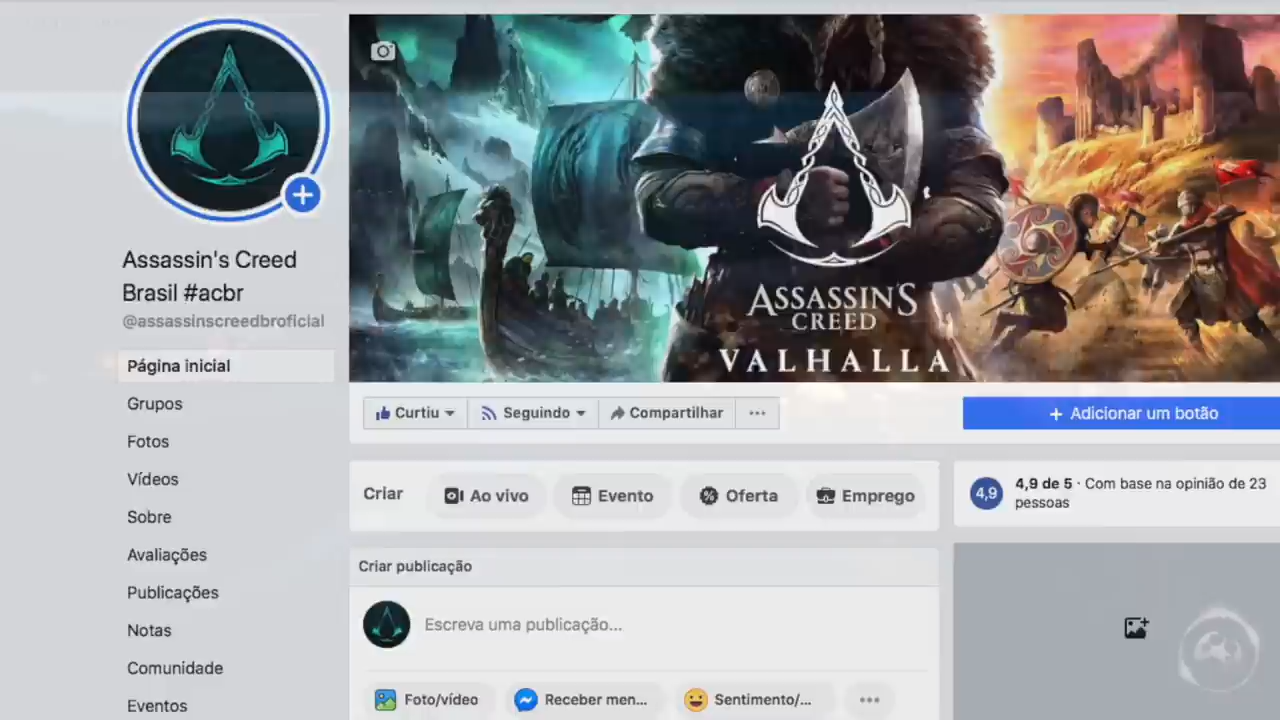 Assassin's Creed
Brasil #acbr
@assassinscreedbroficial
Página inicial
Grupos
Fotos
Vídeos
Sobre
Avaliações
Publicações
Notas
Comunidade
Eventos
ASSASSIN'S
CREED
VALHALLA
Curtiu
Seguindo
Compartilhar
+ Adicionar um botão
Criar
Ao vivo
Evento
Oferta
Emprego
4,9
4,9 de 5 · Com base na opinião de 23
pessoas
Criar publicação
Escreva uma publicação...
Foto/vídeo
Receber men...
Sentimento/...